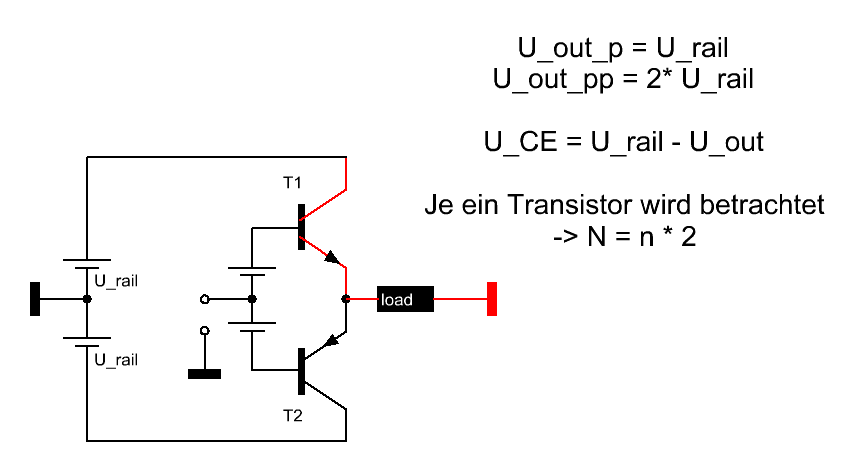 U_out_p = U_rail
U_out_pp = 2* U_rail
U_CE = U_rail - U_out
Je ein Transistor wird betrachtet
-> N = n * 2
T1
U_rail
load
U_rail
T2